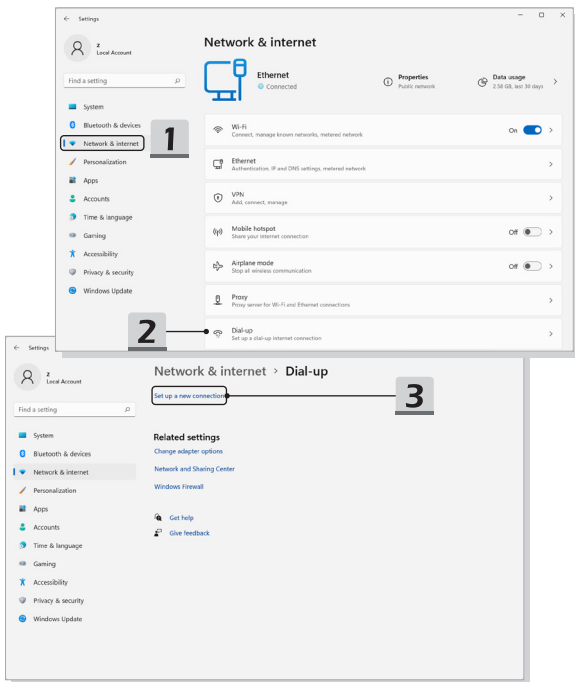 Settings
z
Local Account
Find a setting
System
Bluetooth & devices
Network & internet
Personalization
Apps
Accounts
Time & language
Gaming
Accessibility
Privacy & security
Windows Update
Network & internet
Ethernet
Connected
Properties
Public network
Data usage
2.58 GB, last 30 days
Wi-Fi
Connect, manage known networks, metered network
On
Ethernet
Authentication, IP and DNS settings, metered network
VPN
Add, connect, manage
Mobile hotspot
Share your internet connection
Off
Airplane mode
Stop all wireless communication
Off
Proxy
Proxy server for Wi-Fi and Ethernet connections
Dial-up
Set up a dial-up internet connection
1
2
Settings
z
Local Account
Find a setting
System
Bluetooth & devices
Network & internet
Personalization
Apps
Accounts
Time & language
Gaming
Accessibility
Privacy & security
Windows Update
Network & internet > Dial-up
Set up a new connection
3
Related settings
Change adapter options
Network and Sharing Center
Windows Firewall
Get help
Give feedback